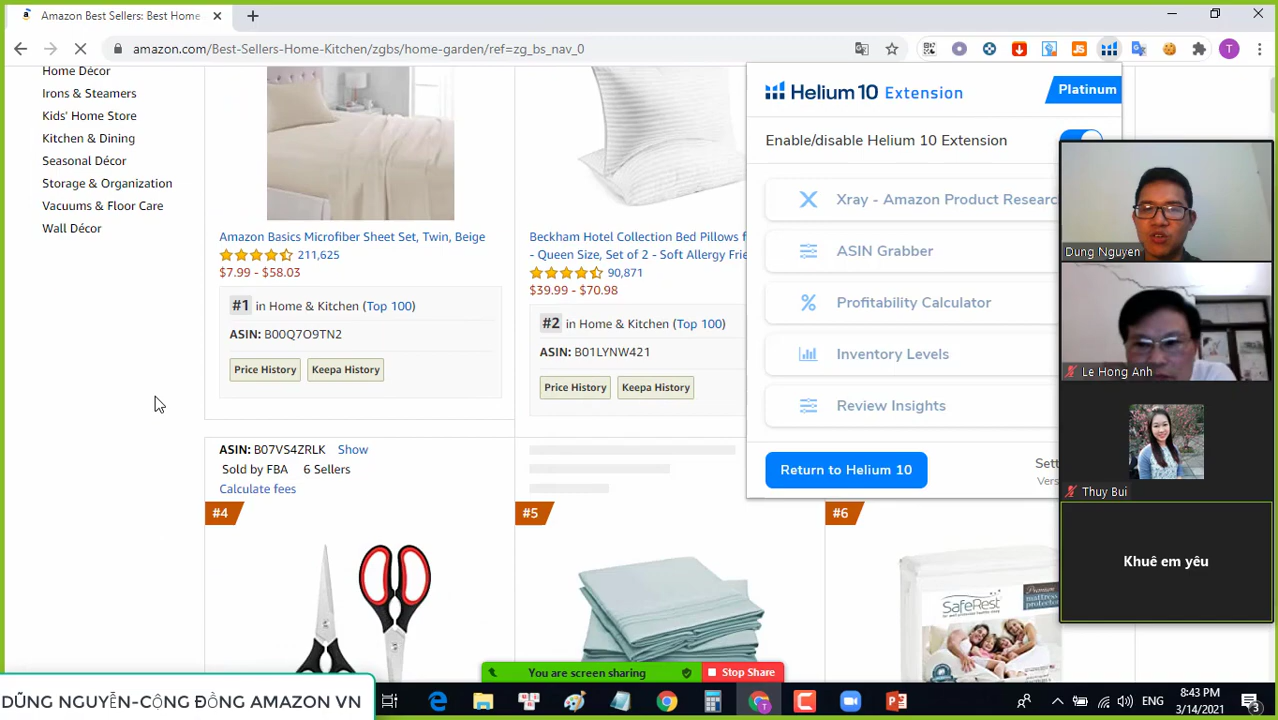 Amazon Best Sellers: Best Home
amazon.com/Best-Sellers-Home-Kitchen/zgbs/home-garden/ref=zg_bs_nav_0
JS
T
Home Décor
Irons & Steamers
Kids' Home Store
Kitchen & Dining
Seasonal Décor
Storage & Organization
Vacuums & Floor Care
Wall Décor
Amazon Basics Microfiber Sheet Set, Twin, Beige
211,625
$7.99 - $58.03
#1 in Home & Kitchen (Top 100)
ASIN: B00Q7O9TN2
Price History Keepa History
Beckham Hotel Collection Bed Pillows f
- Queen Size, Set of 2 - Soft Allergy Frie
90,871
$39.99 - $70.98
#2 in Home & Kitchen (Top 100)
ASIN: B01LYNW421
Price History Keepa History
ASIN: B07VS4ZRLK Show
Sold by FBA 6 Sellers
Calculate fees
#4
#5
#6
SafeRest
Premium
Helium 10 Extension
Platinum
Enable/disable Helium 10 Extension
Xray - Amazon Product Researc
ASIN Grabber
Profitability Calculator
Inventory Levels
Review Insights
Return to Helium 10
Sett
Vers
Dung Nguyen
Le Hong Anh
Thuy Bui
Khuê em yêu
You are screen sharing
Stop Share
DŨNG NGUYỄN-CỘNG ĐỒNG AMAZON VN
ENG
8:43 PM
3/14/2021
3